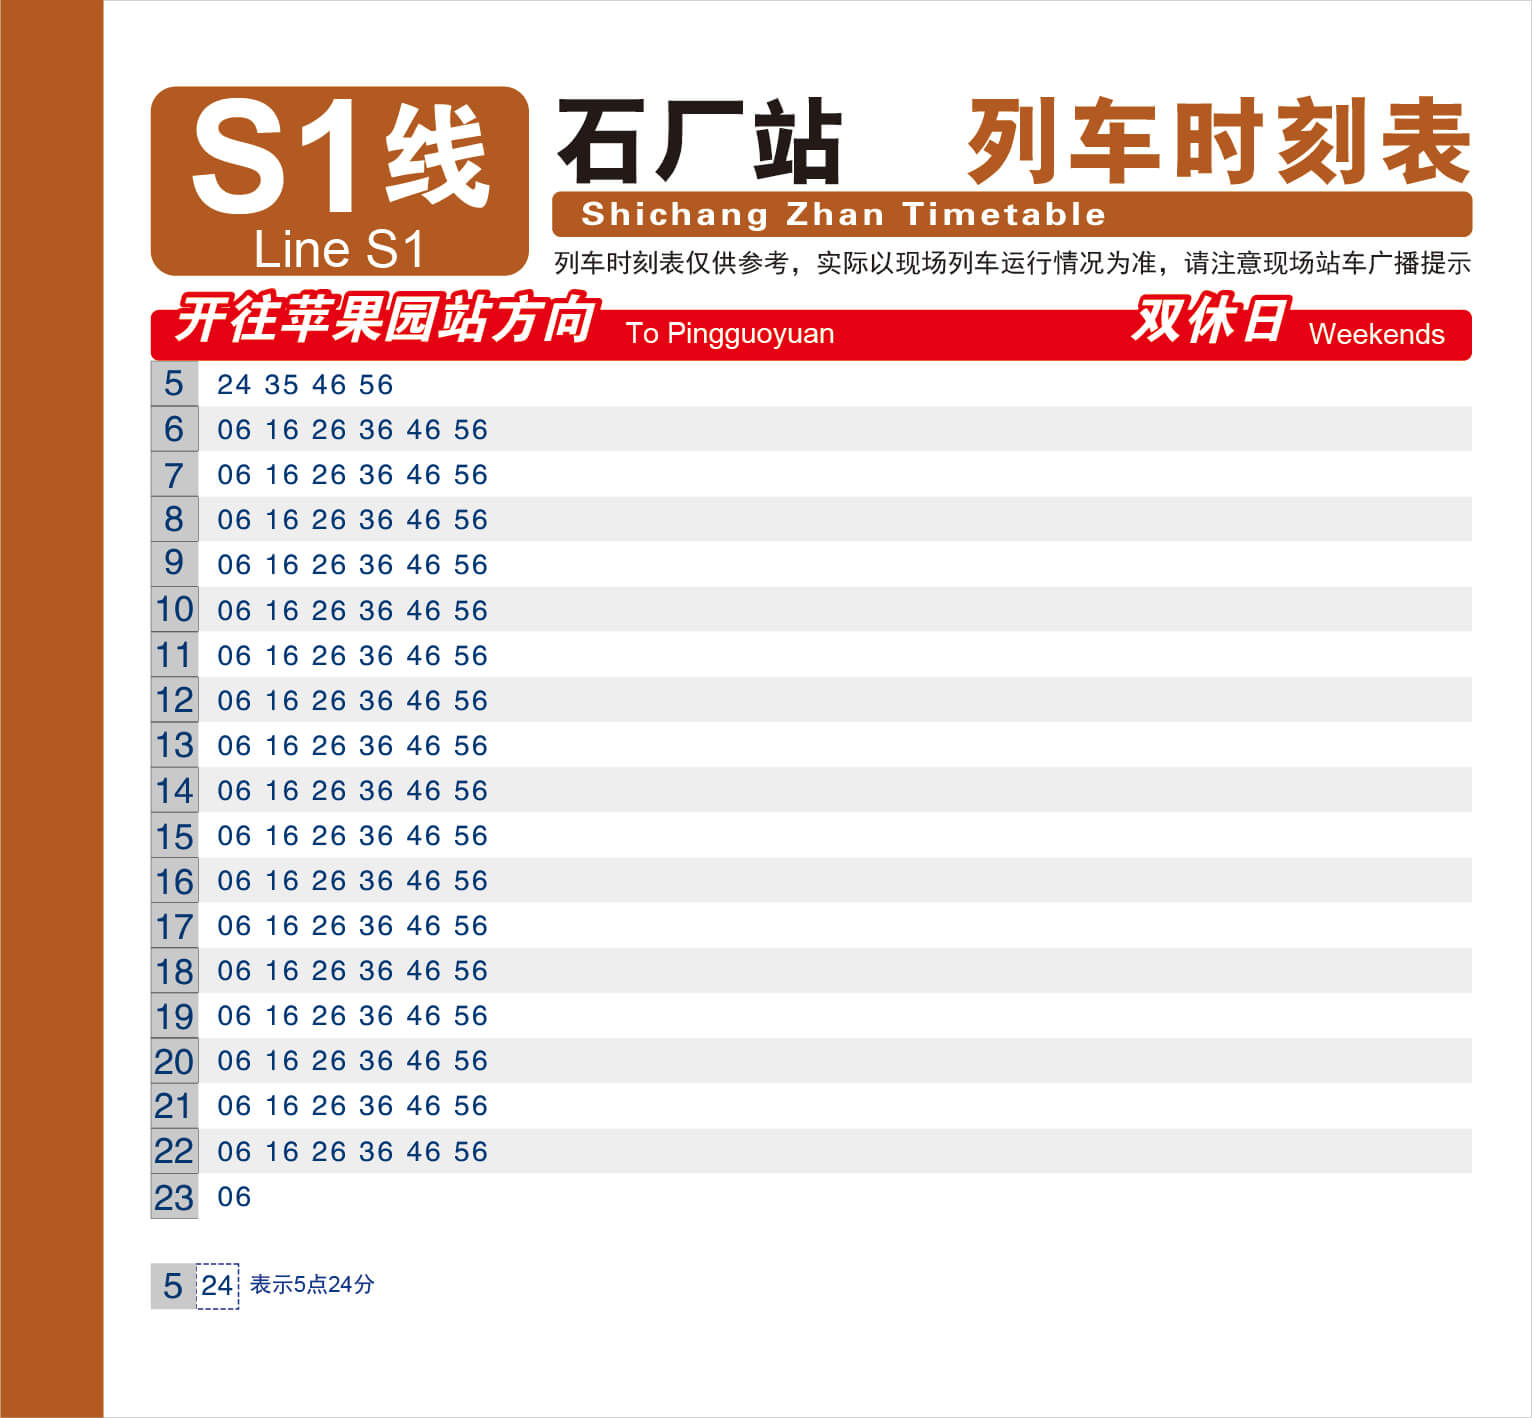 S1线
Line S1
石厂站 列车时刻表
Shichang Zhan Timetable
列车时刻表仅供参考，实际以现场列车运行情况为准，请注意现场站车广播提示
开往苹果园站方向 To Pingguoyuan 双休日 Weekends
5 24 35 46 56
6 06 16 26 36 46 56
7 06 16 26 36 46 56
8 06 16 26 36 46 56
9 06 16 26 36 46 56
10 06 16 26 36 46 56
11 06 16 26 36 46 56
12 06 16 26 36 46 56
13 06 16 26 36 46 56
14 06 16 26 36 46 56
15 06 16 26 36 46 56
16 06 16 26 36 46 56
17 06 16 26 36 46 56
18 06 16 26 36 46 56
19 06 16 26 36 46 56
20 06 16 26 36 46 56
21 06 16 26 36 46 56
22 06 16 26 36 46 56
23 06
5 24 表示5点24分